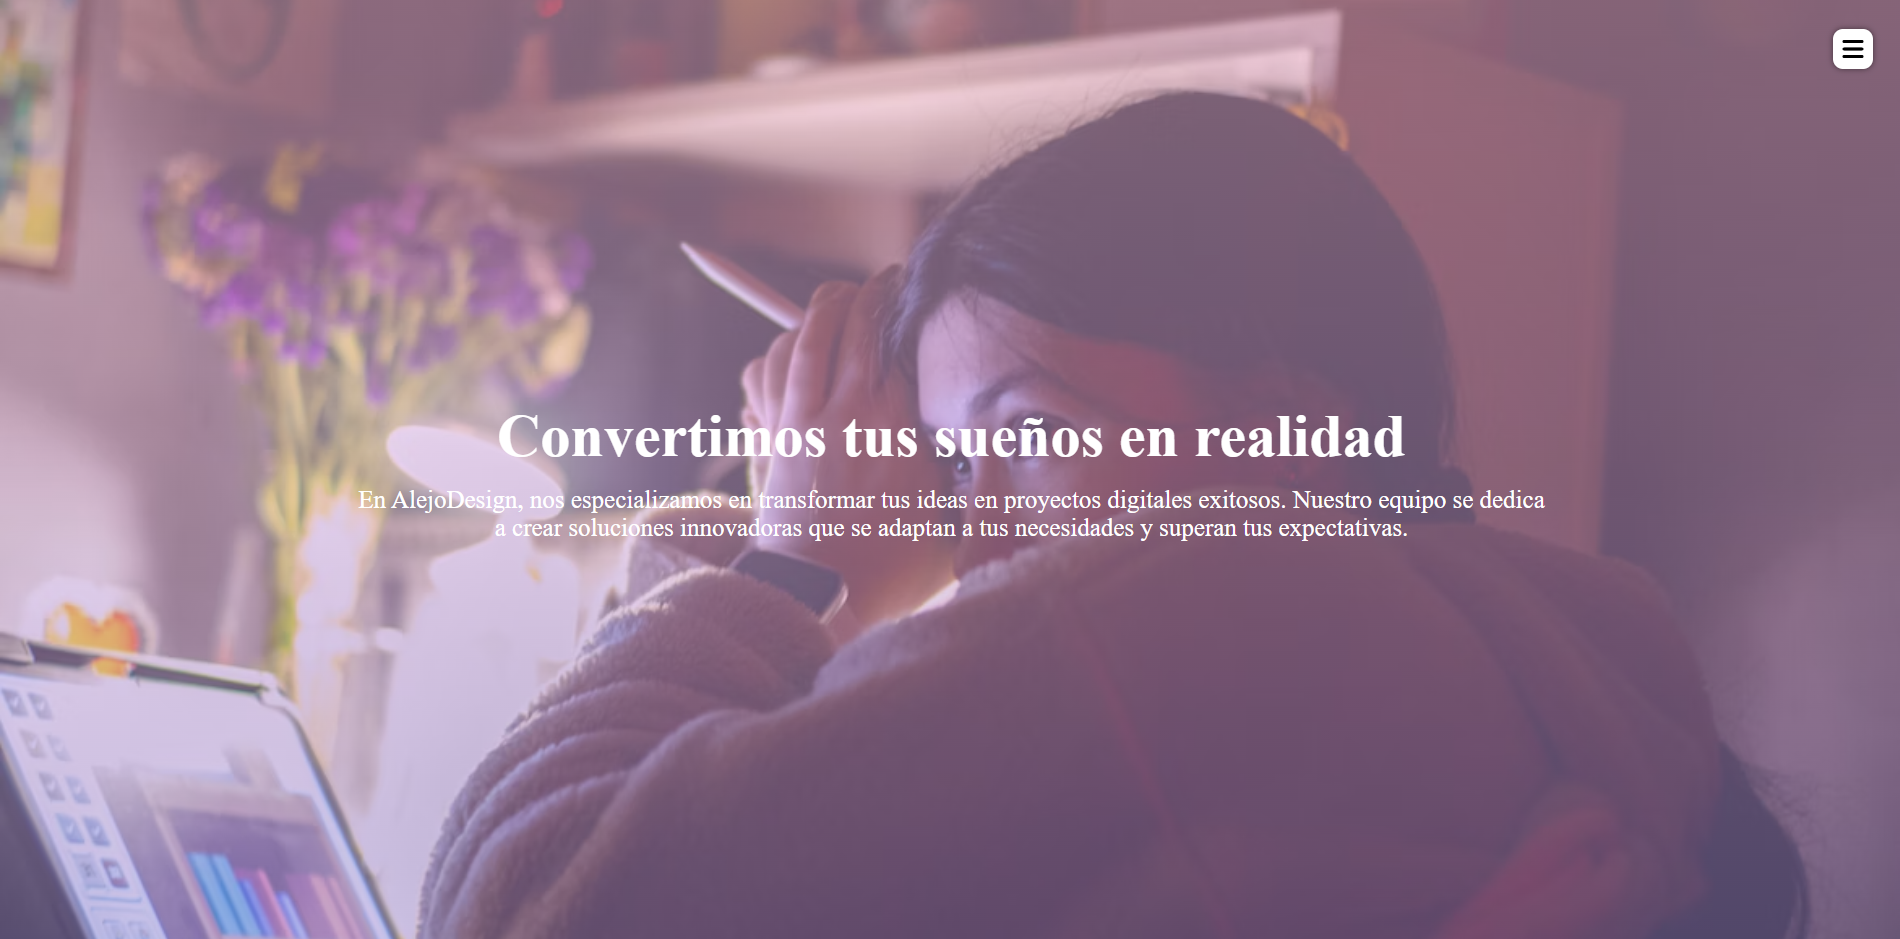 Convertimos tus sueños en realidad
En AlejoDesign, nos especializamos en transformar tus ideas en proyectos digitales exitosos. Nuestro equipo se dedica
a crear soluciones innovadoras que se adaptan a tus necesidades y superan tus expectativas.